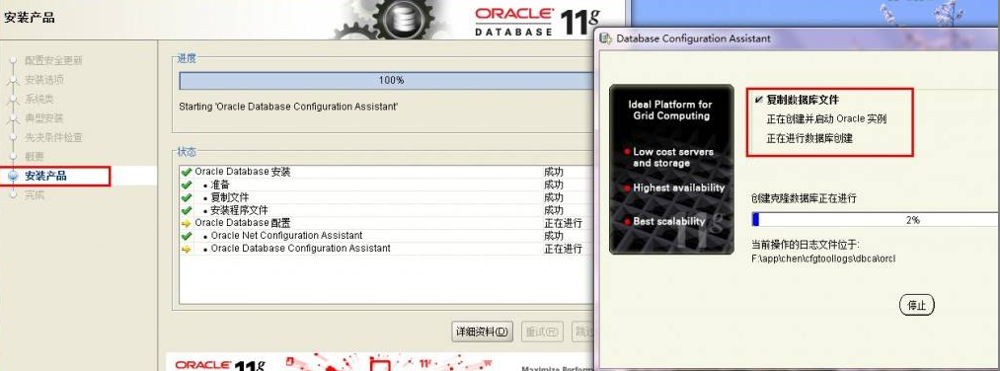 安装产品
ORACLE 11g
DATABASE
配置安全更新
安装选项
系统类
典型安装
先决条件检查
概要
安装产品
完成
进度
100%
Starting 'Oracle Database Configuration Assistant'
状态
Oracle Database 安装 成功
• 准备 成功
• 复制文件 成功
• 安装程序文件 成功
Oracle Database 配置 正在进行
• Oracle Net Configuration Assistant 成功
• Oracle Database Configuration Assistant 正在进行
详细资料(D) 重试(R) 跳过
ORACLE 11g 11g
Database Configuration Assistant
Ideal Platform for
Grid Computing
Low cost servers
and storage
Highest availability
Best scalability
11g
复制数据库文件
正在创建并启动 Oracle 实例
正在进行数据库创建
创建克隆数据库正在进行
2%
当前操作的日志文件位于:
F:\app\chen\cfgtoollogs\dbca\orcl
停止